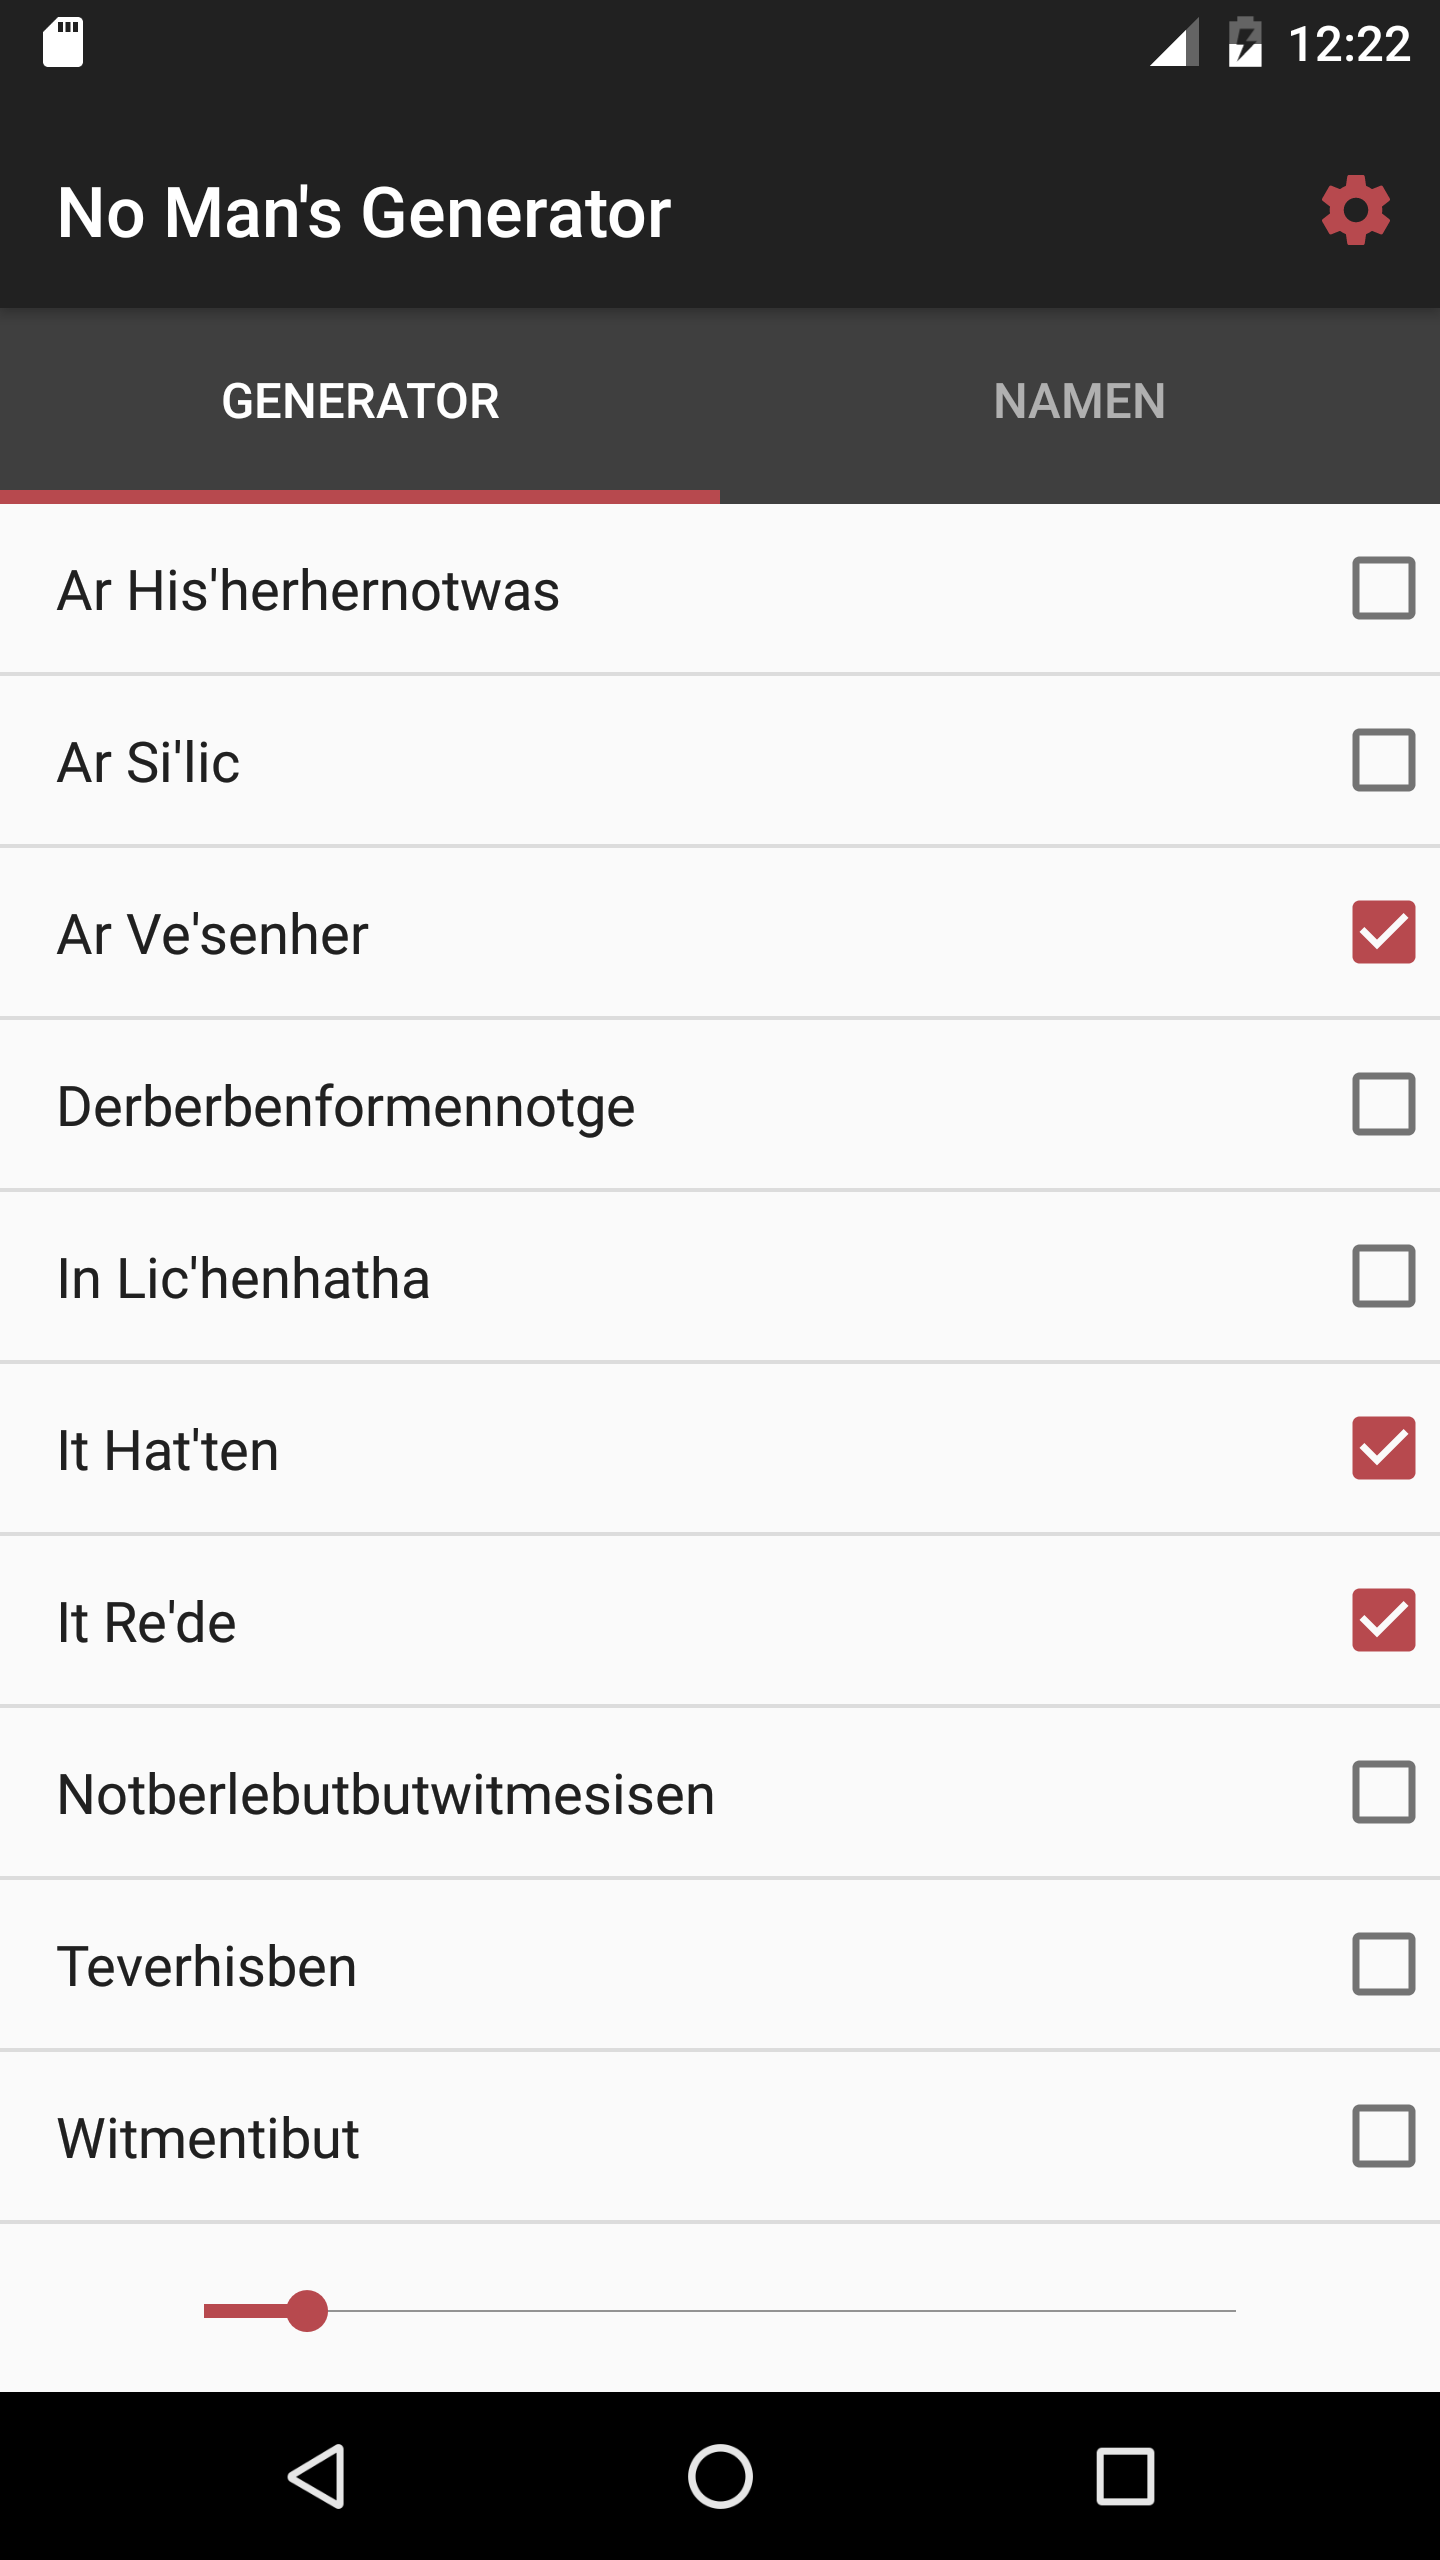 12:22
No Man's Generator
GENERATOR NAMEN
Ar His'herhernotwas
Ar Si'lic
Ar Ve'senher
Derberbenformennotge
In Lic'henhatha
It Hat'ten
It Re'de
Notberlebutbutwitmesisen
Teverhisben
Witmentibut